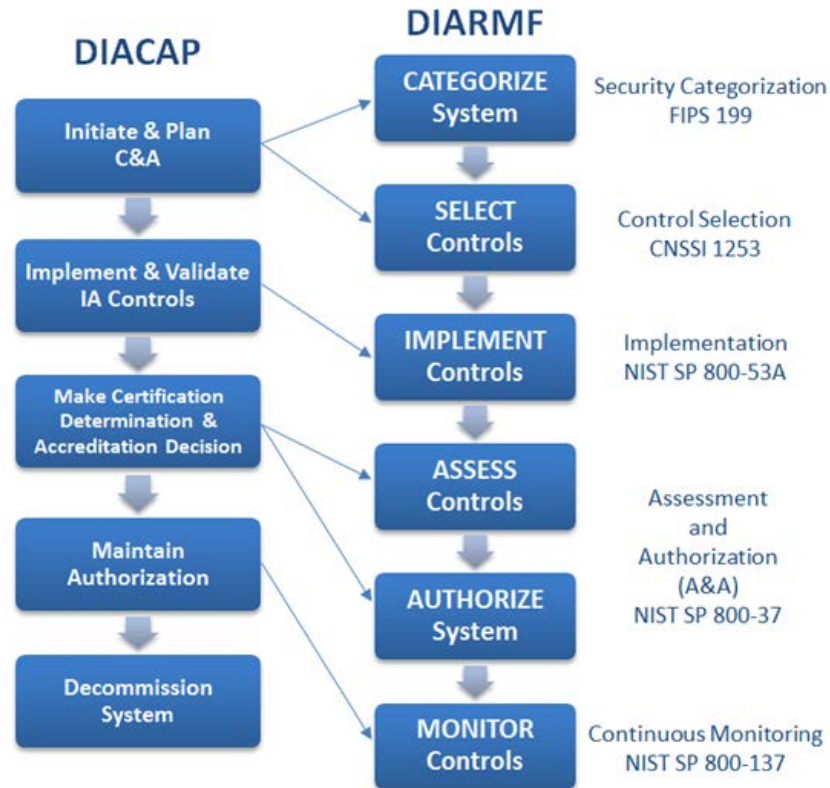 DIACAP
Initiate & Plan
C&A
Implement & Validate
IA Controls
Make Certification
Determination &
Accreditation Decision
Maintain
Authorization
Decommission
System
DIARMF
CATEGORIZE
System
SELECT
Controls
IMPLEMENT
Controls
ASSESS
Controls
AUTHORIZE
System
MONITOR
Controls
Security Categorization
FIPS 199
Control Selection
CNSSI 1253
Implementation
NIST SP 800-53A
Assessment
and
Authorization
(A&A)
NIST SP 800-37
Continuous Monitoring
NIST SP 800-137